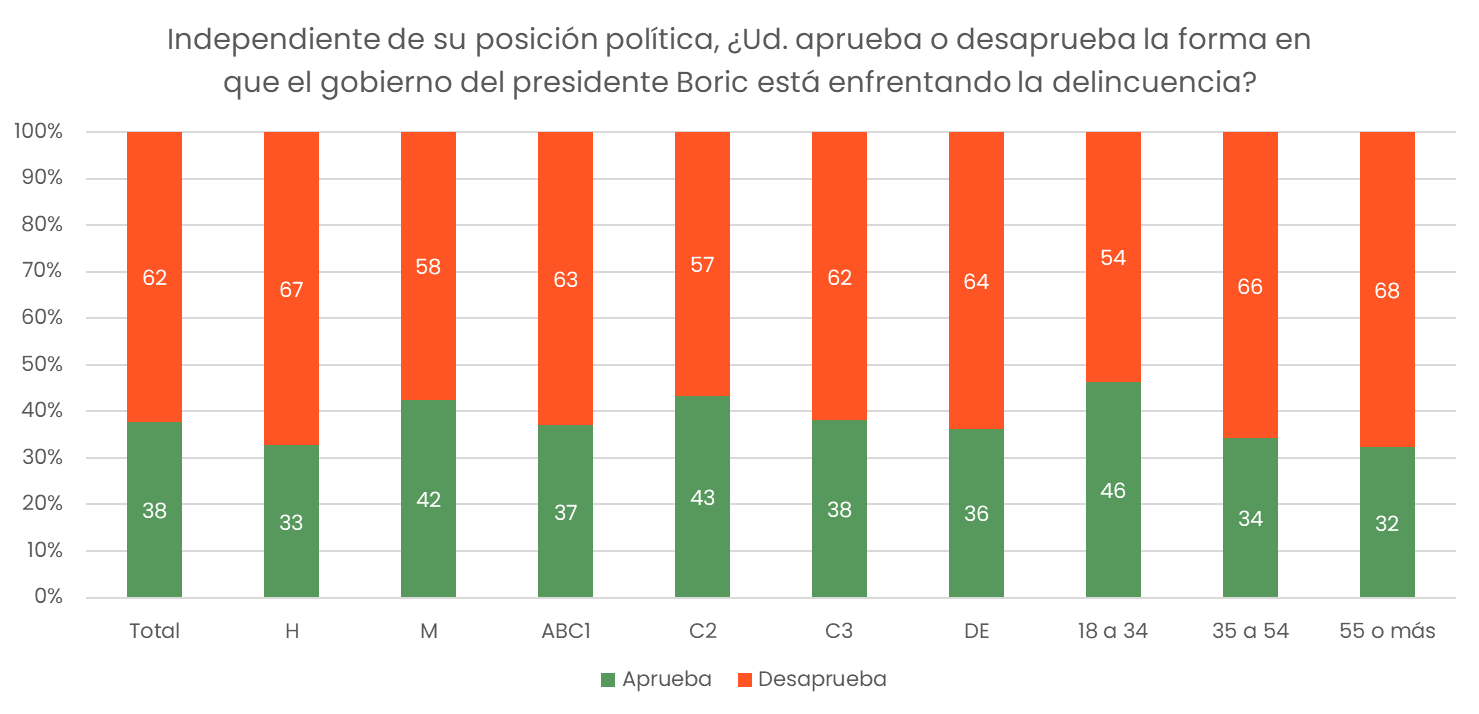 Independiente de su posición política, ¿Ud. aprueba o desaprueba la forma en
que el gobierno del presidente Boric está enfrentando la delincuencia?
100%
90%
80%
70%
60%
50%
40%
30%
20%
10%
0%
62 67 58 63 57 62 64 54 66 68
38 33 42 37 43 38 36 46 34 32
Total H M ABC1 C2 C3 DE 18 a 34 35 a 54 55 o más
Aprueba Desaprueba